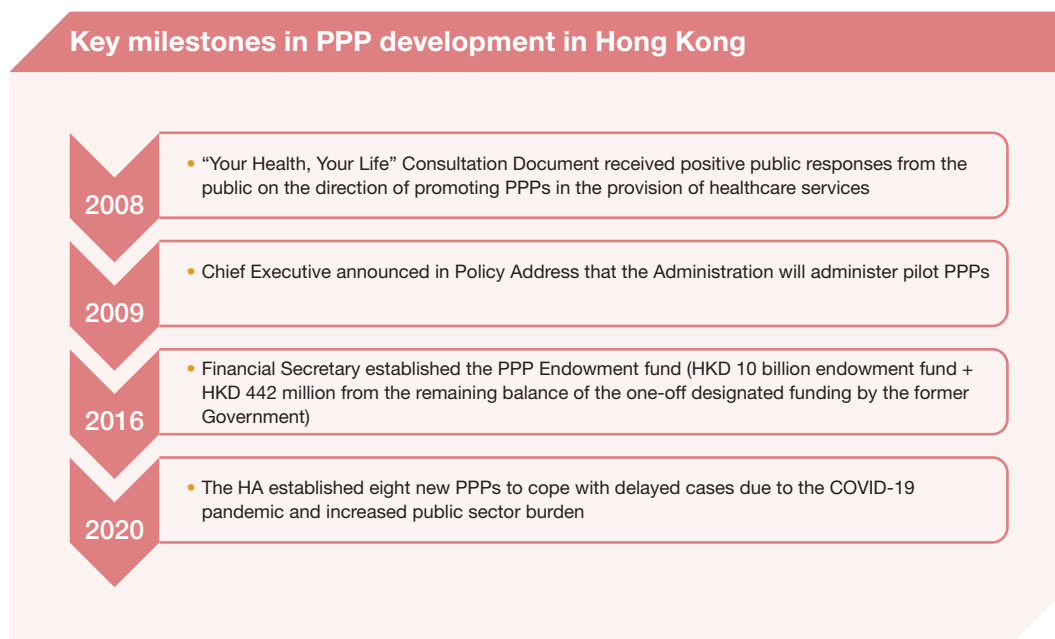 Key milestones in PPP development in Hong Kong
2008
• “Your Health, Your Life” Consultation Document received positive public responses from the
public on the direction of promoting PPPs in the provision of healthcare services
2009
• Chief Executive announced in Policy Address that the Administration will administer pilot PPPs
2016
• Financial Secretary established the PPP Endowment fund (HKD 10 billion endowment fund +
HKD 442 million from the remaining balance of the one-off designated funding by the former
Government)
2020
• The HA established eight new PPPs to cope with delayed cases due to the COVID-19
pandemic and increased public sector burden